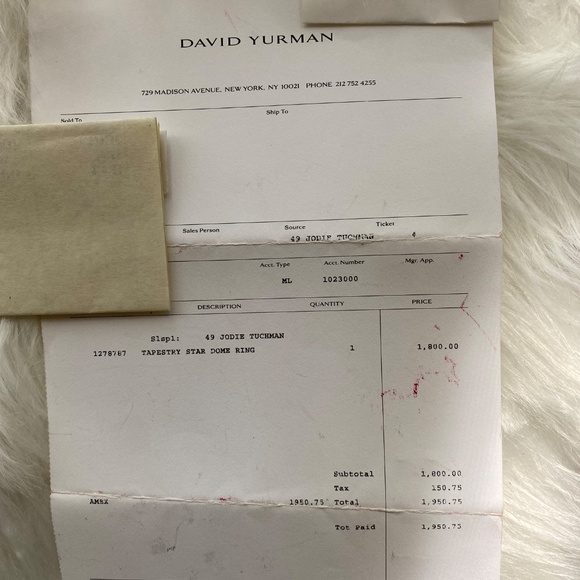 DAVID YURMAN
729 MADISON AVENUE, NEW YORK, NY 10021 PHONE 212 752 4255
Sold To Ship To
Sales Person Source Ticket
49 JODIE TUCHMAN
Acct. Type Acct. Number Mgr. App.
ML 1023000
DESCRIPTION QUANTITY PRICE
Slspl: 49 JODIE TUCHMAN
1278787 TAPESTRY STAR DOME RING 1 1,800.00
Subtotal 1,800.00
Tax 150.75
AMEX 1950.75 Total 1,950.75
Tot Paid 1,950.75